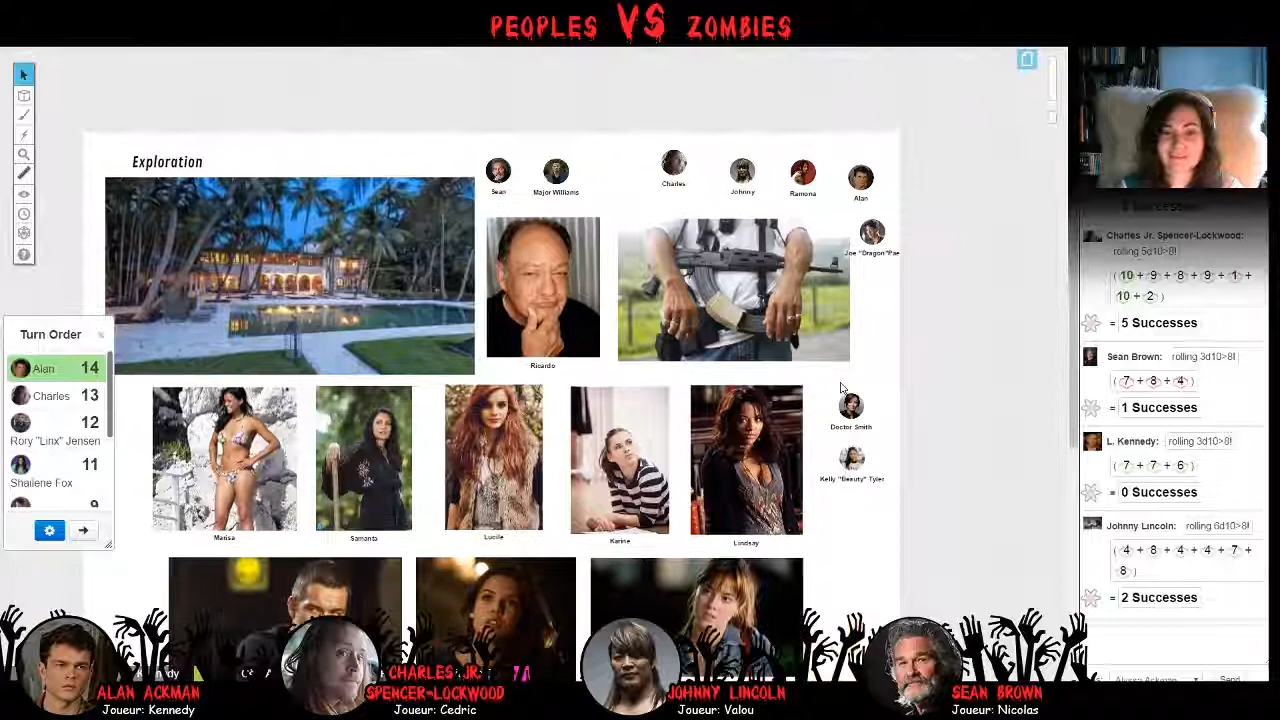 PEOPLES VS ZOMBIES
Exploration
Sean
Major Williams
Charles
Johnny
Ramona
Alan
Joe "Dragon"Pae
Ricardo
Turn Order
Alan 14
Charles 13
12
Rory "Linx" Jensen
11
Shailene Fox
9
Marisa
Samanta
Lucile
Karine
Lindsay
Doctor Smith
Kelly "Beauty" Tyler
Charles Jr. Spencer-Lockwood:
rolling 5d10>8!
(10+9+8+9+1+
10+2)
= 5 Successes
Sean Brown: rolling 3d10>8!
(7+8+4)
= 1 Successes
L. Kennedy: rolling 3d10>8!
(7+7+6)
= 0 Successes
Johnny Lincoln: rolling 6d10>8!
(4+8+4+4+7+
8)
= 2 Successes
ALAN ACKMAN
Joueur: Kennedy
CHARLES JR.
SPENCER-LOCKWOOD
Joueur: Cedric
JOHNNY LINCOLN
Joueur: Valou
SEAN BROWN
Joueur: Nicolas